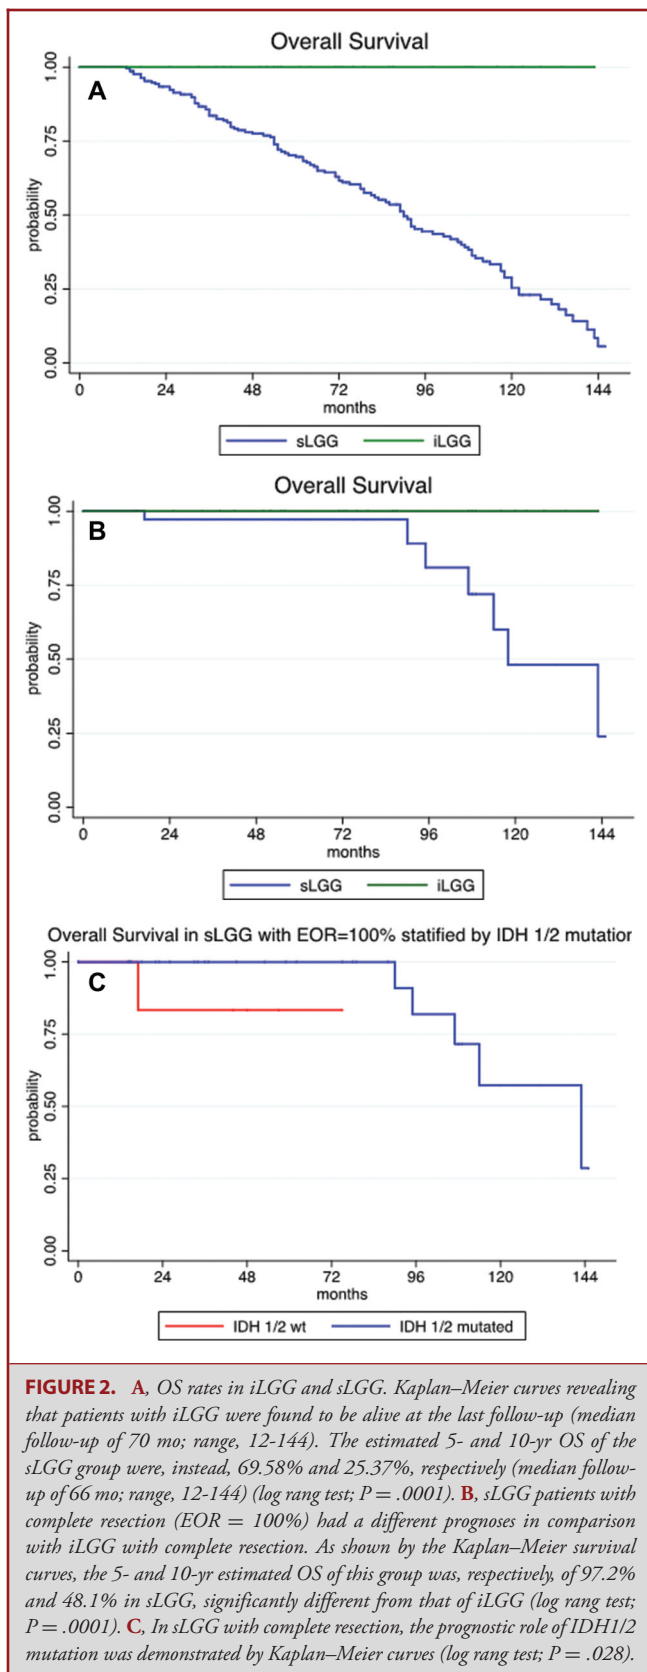 Overall Survival
A
probability
1.00
0.75
0.50
0.25
0.00
0 24 48 72 96 120 144
months
sLGG iLGG
Overall Survival
B
probability
1.00
0.75
0.50
0.25
0.00
0 24 48 72 96 120 144
months
sLGG iLGG
Overall Survival in sLGG with EOR=100% statified by IDH 1/2 mutation
C
probability
1.00
0.75
0.50
0.25
0.00
0 24 48 72 96 120 144
months
IDH 1/2 wt IDH 1/2 mutated
FIGURE 2. A, OS rates in iLGG and sLGG. Kaplan–Meier curves revealing
that patients with iLGG were found to be alive at the last follow-up (median
follow-up of 70 mo; range, 12-144). The estimated 5- and 10-yr OS of the
sLGG group were, instead, 69.58% and 25.37%, respectively (median follow-
up of 66 mo; range, 12-144) (log rang test; P = .0001). B, sLGG patients with
complete resection (EOR = 100%) had a different prognoses in comparison
with iLGG with complete resection. As shown by the Kaplan–Meier survival
curves, the 5- and 10-yr estimated OS of this group was, respectively, of 97.2%
and 48.1% in sLGG, significantly different from that of iLGG (log rang test;
P = .0001). C, In sLGG with complete resection, the prognostic role of IDH1/2
mutation was demonstrated by Kaplan–Meier curves (log rang test; P = .028).